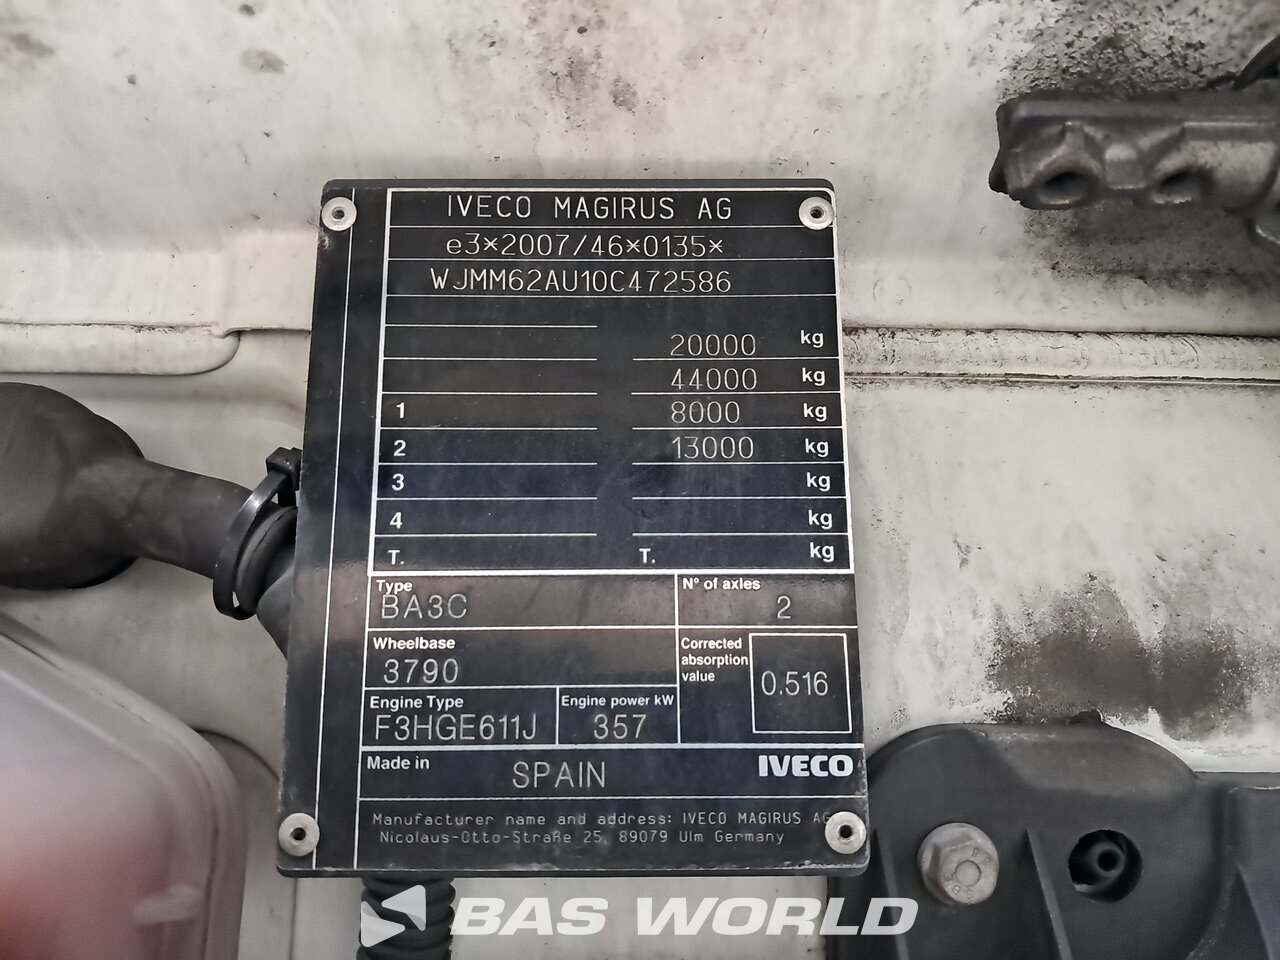 IVECO MAGIRUS AG
e3*2007/46*0135*
WJMM62AU10C472586
20000 kg
44000 kg
1 8000 kg
2 13000 kg
3 kg
4 kg
T. T. kg
Type
BA3C
N° of axles
2
Wheelbase
3790
Corrected
absorption
value
0.516
Engine Type
F3HGE611J
Engine power kW
357
Made in SPAIN
IVECO
Manufacturer name and address: IVECO MAGIRUS AG
Nicolaus-Otto-Straße 25, 89079 Ulm Germany
BAS WORLD